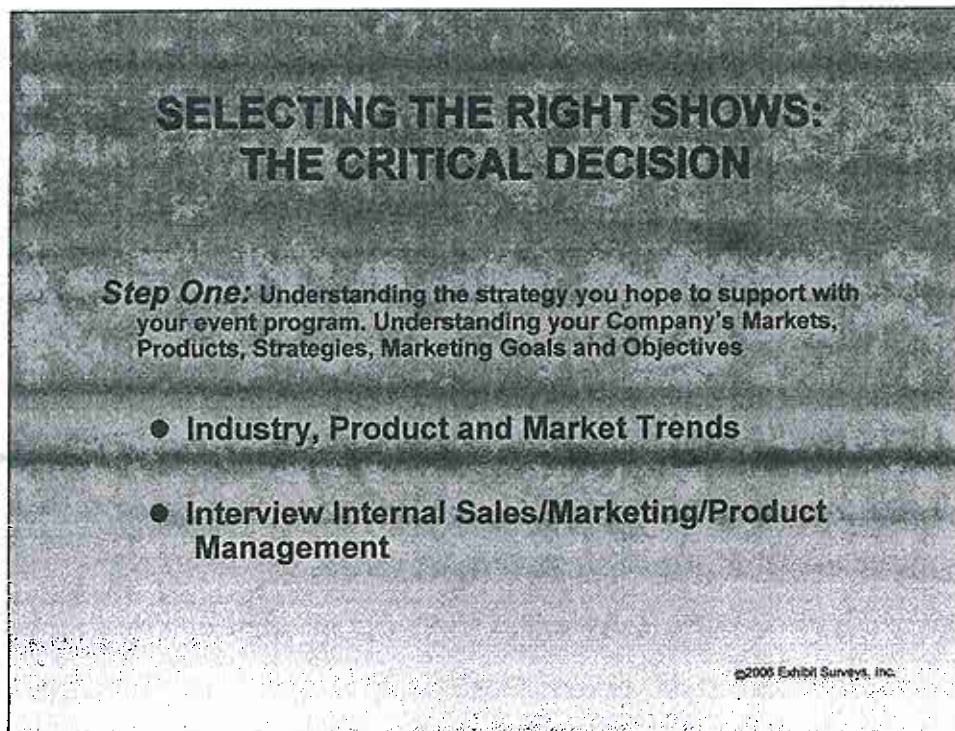 SELECTING THE RIGHT SHOWS:
THE CRITICAL DECISION
Step One: Understanding the strategy you hope to support with
your event program. Understanding your Company's Markets,
Products, Strategies, Marketing Goals and Objectives
● Industry, Product and Market Trends
● Interview Internal Sales/Marketing/Product
Management
©2006 Exhibit Surveys, Inc.